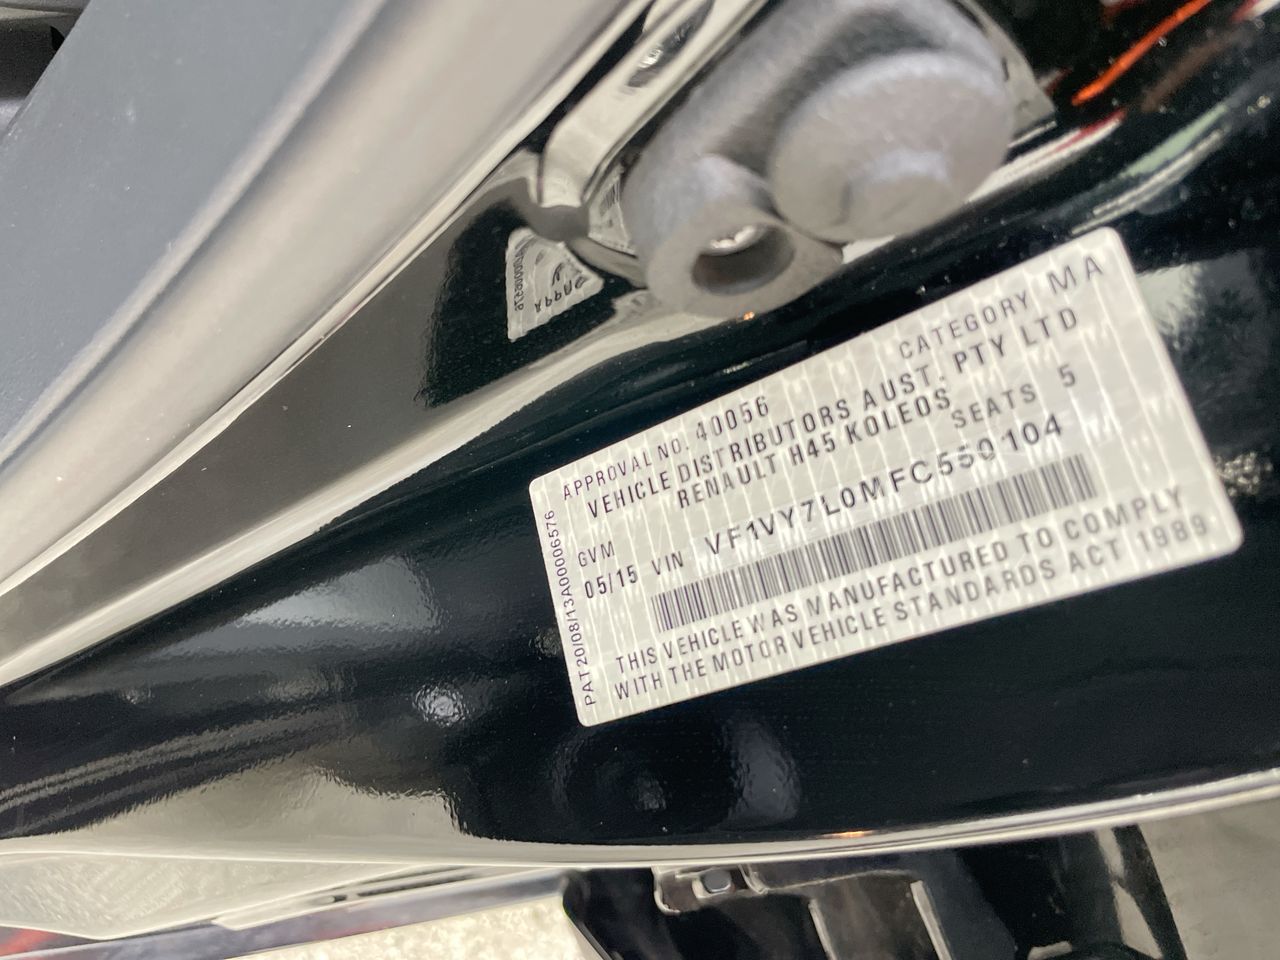 APPROVAL NO. 40056 CATEGORY MA
VEHICLE DISTRIBUTORS AUST. PTY LTD
RENAULT H45 KOLEOS SEATS 5
GVM
05/15 VIN VF1VY7L0MFC550104
THIS VEHICLE WAS MANUFACTURED TO COMPLY
WITH THE MOTOR VEHICLE STANDARDS ACT 1989
PAT20/08/13A00006576